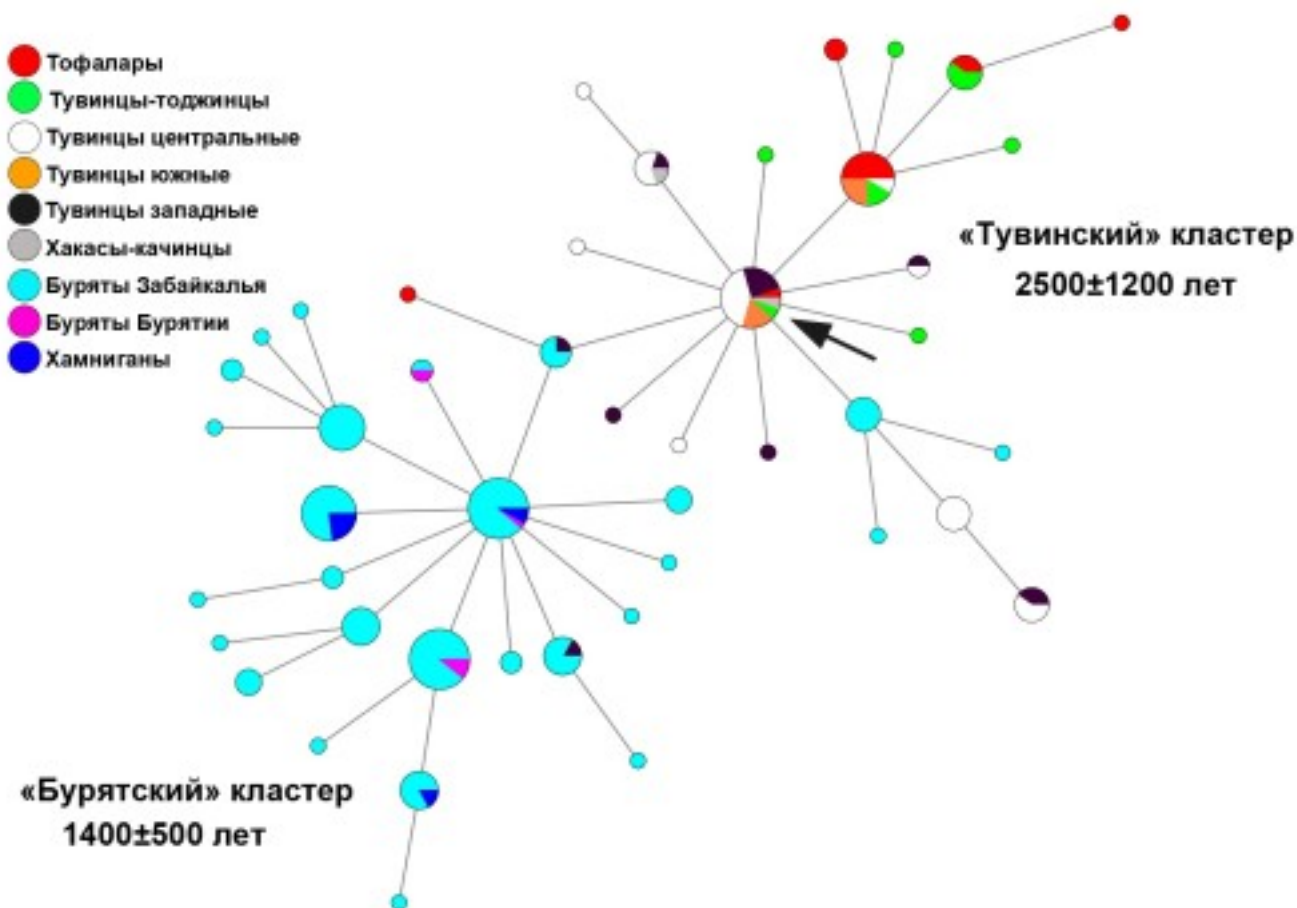 Тофалары
Тувинцы-тоджинцы
Тувинцы центральные
Тувинцы южные
Тувинцы западные
Хакасы-качинцы
Буряты Забайкалья
Буряты Бурятии
Хамниганы
«Тувинский» кластер
2500±1200 лет
«Бурятский» кластер
1400±500 лет